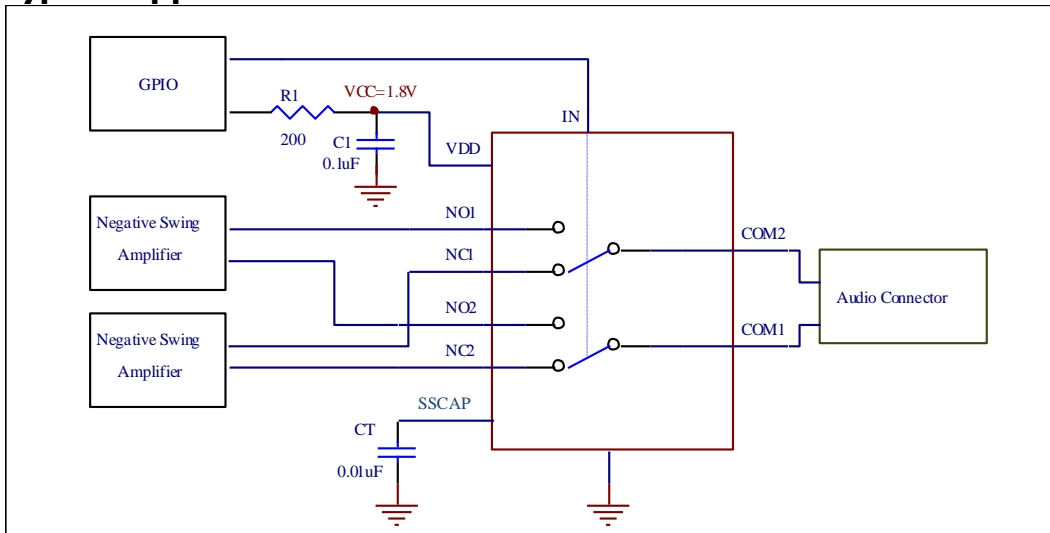 GPIO
R1
200
VCC=1.8V
C1
0.1uF
VDD
IN
Negative Swing
Amplifier
NO1
NC1
NO2
NC2
Negative Swing
Amplifier
COM2
COM1
Audio Connector
SSCAP
CT
0.01uF